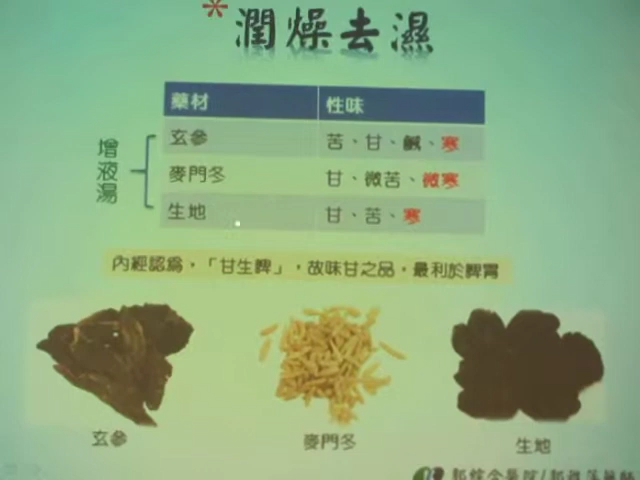 *潤燥去濕
藥材 性味
玄參 苦、甘、鹹、寒
增液湯
麥門冬 甘、微苦、微寒
生地 甘、苦、寒
內經認為，「甘生脾」，故味甘之品，最利於脾胃
玄參 麥門冬 生地